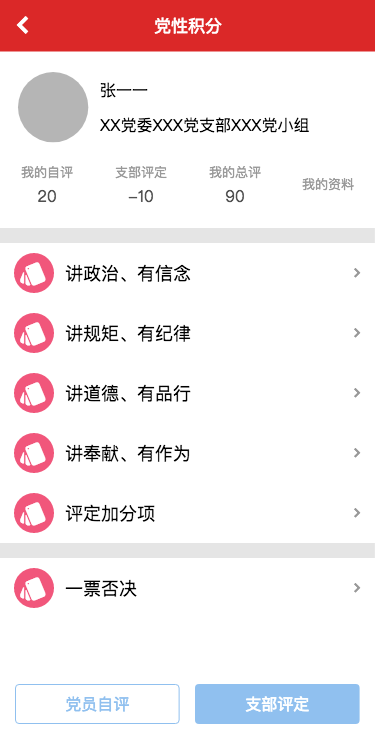 党性积分
张一一
XX党委XXX党支部XXX党小组
我的自评 支部评定 我的总评 我的资料
20 –10 90
讲政治、有信念
讲规矩、有纪律
讲道德、有品行
讲奉献、有作为
评定加分项
一票否决
党员自评 支部评定